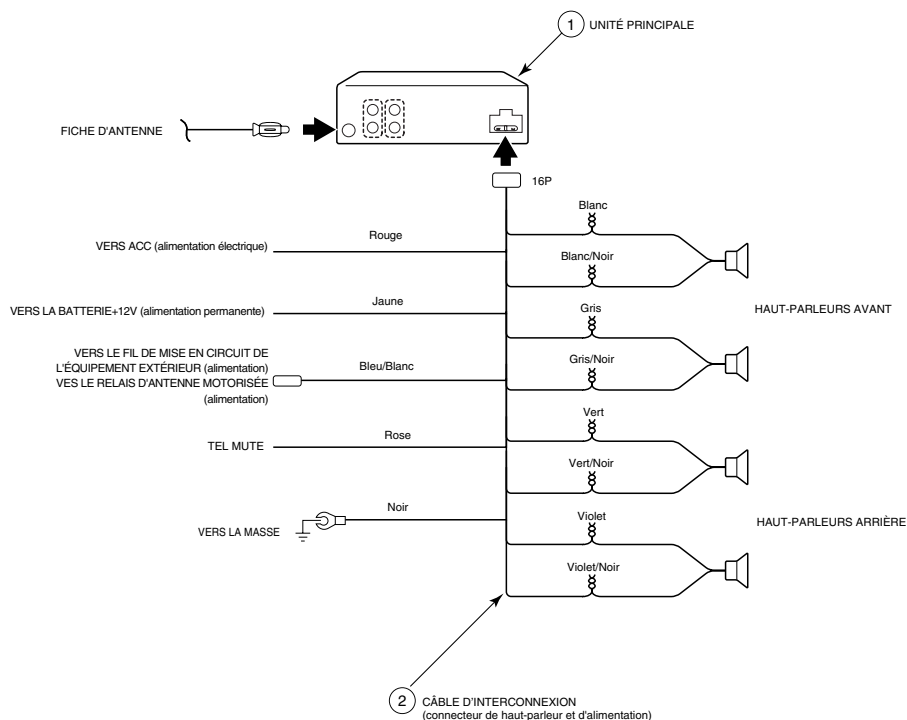 1 UNITÉ PRINCIPALE
FICHE D'ANTENNE
16P
Blanc
Rouge
VERS ACC (alimentation électrique)
Blanc/Noir
Jaune
VERS LA BATTERIE+12V (alimentation permanente)
Gris
HAUT-PARLEURS AVANT
VERS LE FIL DE MISE EN CIRCUIT DE
L'ÉQUIPEMENT EXTÉRIEUR (alimentation)
VES LE RELAIS D'ANTENNE MOTORISÉE
(alimentation)
Bleu/Blanc
Gris/Noir
Vert
Rose
TEL MUTE
Vert/Noir
Noir
VERS LA MASSE
Violet
HAUT-PARLEURS ARRIÈRE
Violet/Noir
2 CÂBLE D'INTERCONNEXION
(connecteur de haut-parleur et d'alimentation)